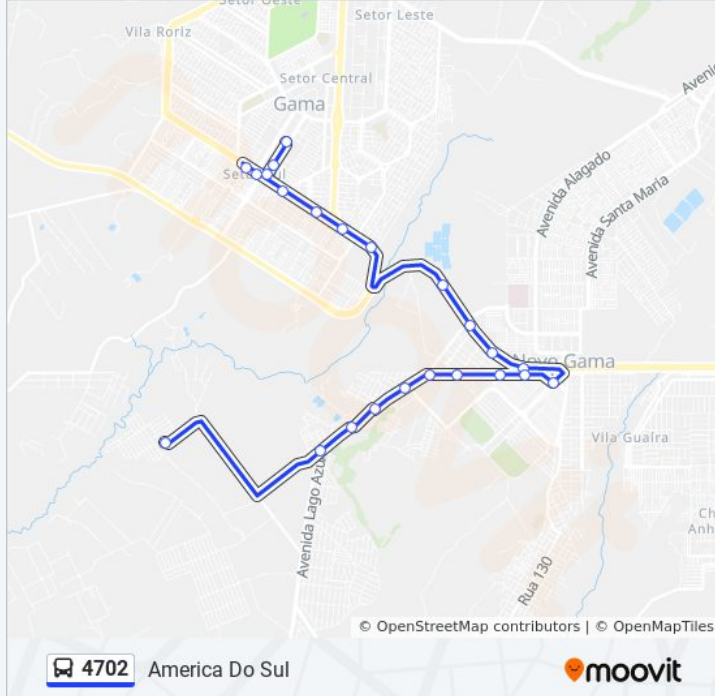 Setor Oeste
Setor Leste
Vila Roriz
Setor Central
Gama
Avenida Alagado
Avenida Santa Maria
Novo Gama
Vila Guaíra
Avenida Lago Azul
Rua 130
© OpenStreetMap contributors | © OpenMapTiles
4702 America Do Sul
moovit